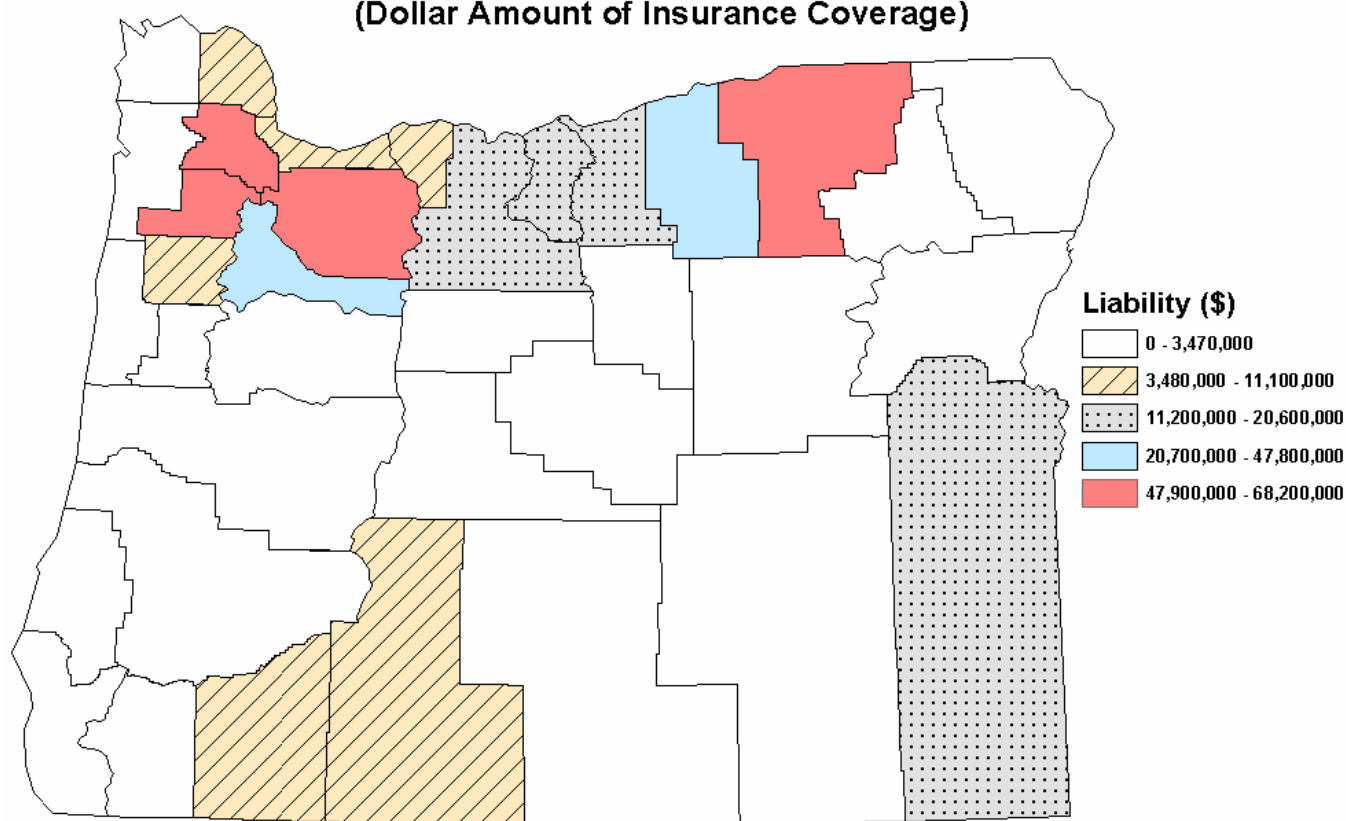 (Dollar Amount of Insurance Coverage)
Liability ($)
0 - 3,470,000
3,480,000 - 11,100,000
11,200,000 - 20,600,000
20,700,000 - 47,800,000
47,900,000 - 68,200,000